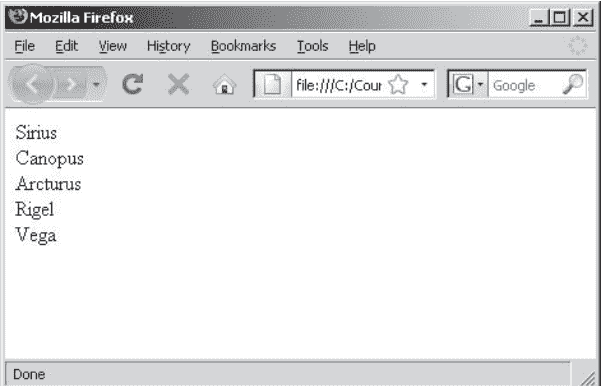 Mozilla Firefox
File Edit View History Bookmarks Tools Help
file:///C:/Cour G Google
Sirius
Canopus
Arcturus
Rigel
Vega
Done